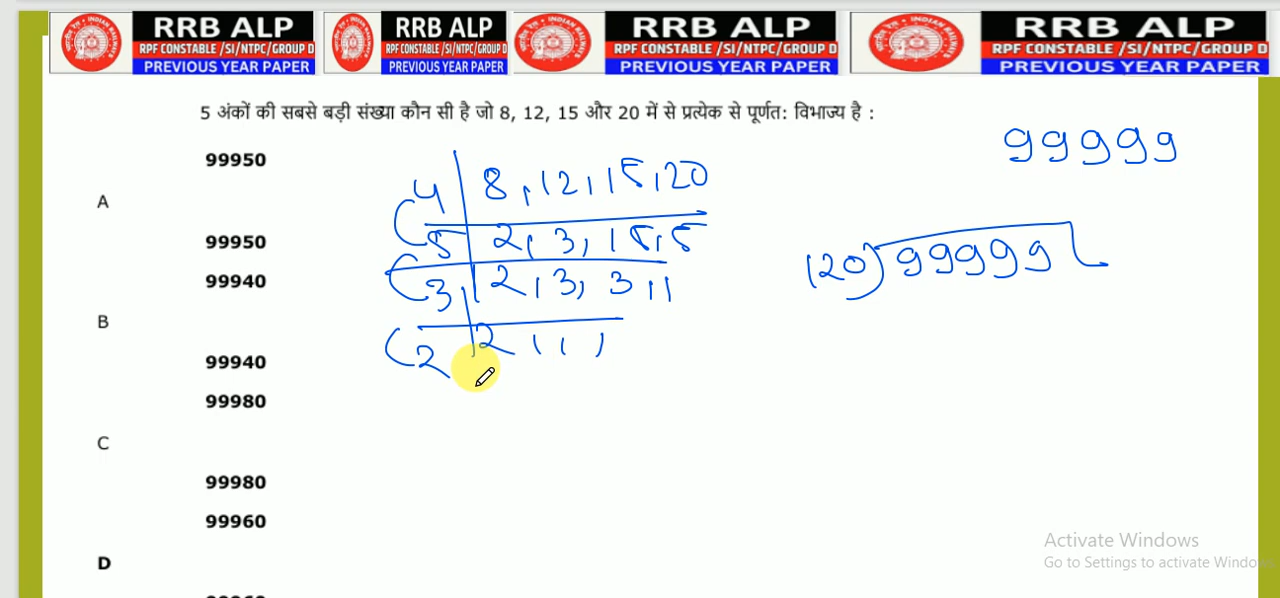 RRB ALP RRB ALP RRB ALP RRB ALP
RPF CONSTABLE /SI/NTPC/GROUP D RPF CONSTABLE /SI/NTPC/GROUP D RPF CONSTABLE /SI/NTPC/GROUP D RPF CONSTABLE /SI/NTPC/GROUP D
PREVIOUS YEAR PAPER PREVIOUS YEAR PAPER PREVIOUS YEAR PAPER PREVIOUS YEAR PAPER
5 अंकों की सबसे बड़ी संख्या कौन सी है जो 8, 12, 15 और 20 में से प्रत्येक से पूर्णत: विभाज्य है :
99999
99950
4 8, 12, 15, 20
A
5 2, 3, 15, 5
99950
120) 99999
99940
3 2, 3, 3, 1
B
2 2 , , ,
99940
99980
C
99980
99960
Activate Windows
D
Go to Settings to activate Windo